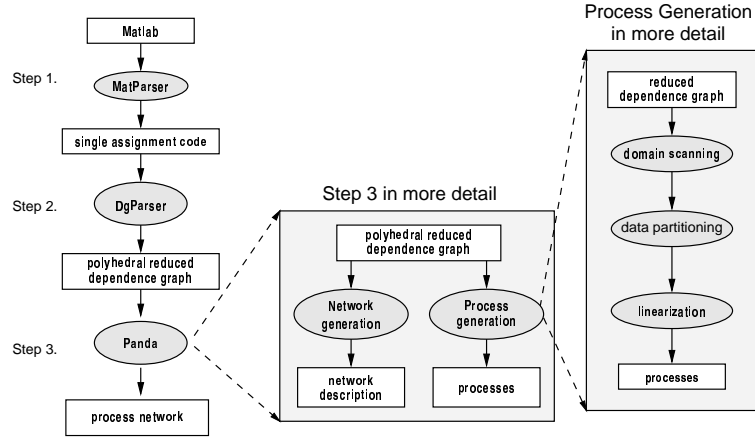 Matlab
Step 1.
MatParser
single assignment code
Step 2.
DgParser
polyhedral reduced
dependence graph
Step 3.
Panda
process network
Step 3 in more detail
polyhedral reduced
dependence graph
Network
generation
Process
generation
network
description
processes
Process Generation
in more detail
reduced
dependence graph
domain scanning
data partitioning
linearization
processes